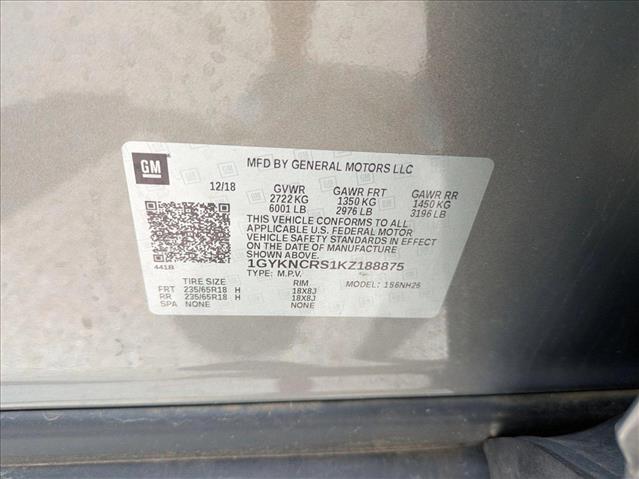 GM
MFD BY GENERAL MOTORS LLC
12/18 GVWR GAWR FRT GAWR RR
2722 KG 1350 KG 1450 KG
6001 LB 2976 LB 3196 LB
THIS VEHICLE CONFORMS TO ALL
APPLICABLE U.S. FEDERAL MOTOR
VEHICLE SAFETY STANDARDS IN EFFECT
ON THE DATE OF MANUFACTURE
SHOWN ABOVE.
1GYKNCRS1KZ188875
441B TYPE: M.P.V. MODEL: 1S6NH26
TIRE SIZE RIM
FRT 235/65R18 H 18X8J
RR 235/65R18 H 18X8J
SPA NONE NONE